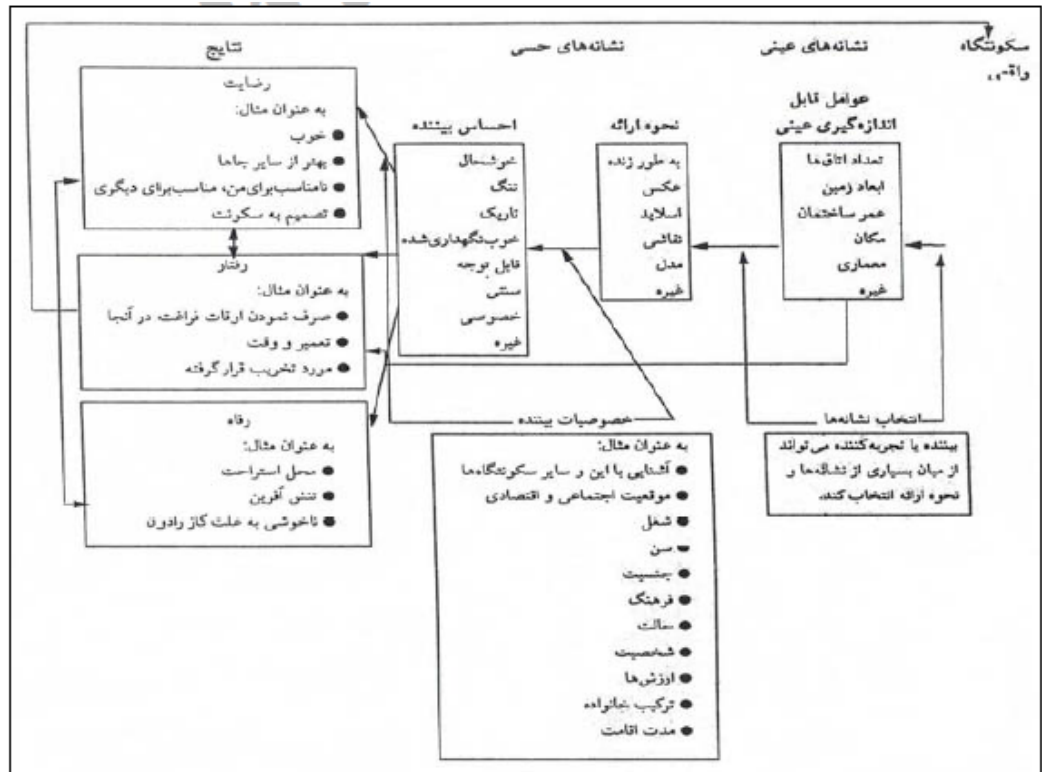 سکونتگاه
واقعی
نشانه‌های عینی
نشانه‌های حسی
نتایج
عوامل قابل
اندازه‌گیری عینی
تعداد اتاق‌ها
ابعاد زمین
عمر ساختمان
مکان
معماری
غیره
نحوه ارائه
به طور زنده
عکس
اسلاید
نقاشی
مدل
غیره
احساس بیننده
خوشحال
تنگ
تاریک
خوب‌نگهداری‌شده
قابل توجه
سنتی
خصوصی
غیره
رضایت
به عنوان مثال:
● خوب
● بهتر از سایر جاها
● نامناسب‌برای‌من، مناسب‌برای دیگری
● تصمیم به سکونت
رفتار
به عنوان مثال:
● صرف نمودن اوقات فراغت، در آنجا
● تعمیر و وقت
● مورد تخریب قرار گرفته
رفاه
به عنوان مثال:
● محل استراحت
● تنش آفرین
● ناخوشی به علت گاز رادون
انتخاب نشانه‌ها
بیننده یا تجربه‌کننده می‌تواند
از میان بسیاری از نشانه‌ها و
نحوه ارائه انتخاب کند.
خصوصیات بیننده
به عنوان مثال:
● آشنایی با این و سایر سکونتگاه‌ها
● موقعیت اجتماعی و اقتصادی
● شغل
● سن
● جنسیت
● فرهنگ
● حالت
● شخصیت
● ارزش‌ها
● ترکیب خانواده
● مدت اقامت